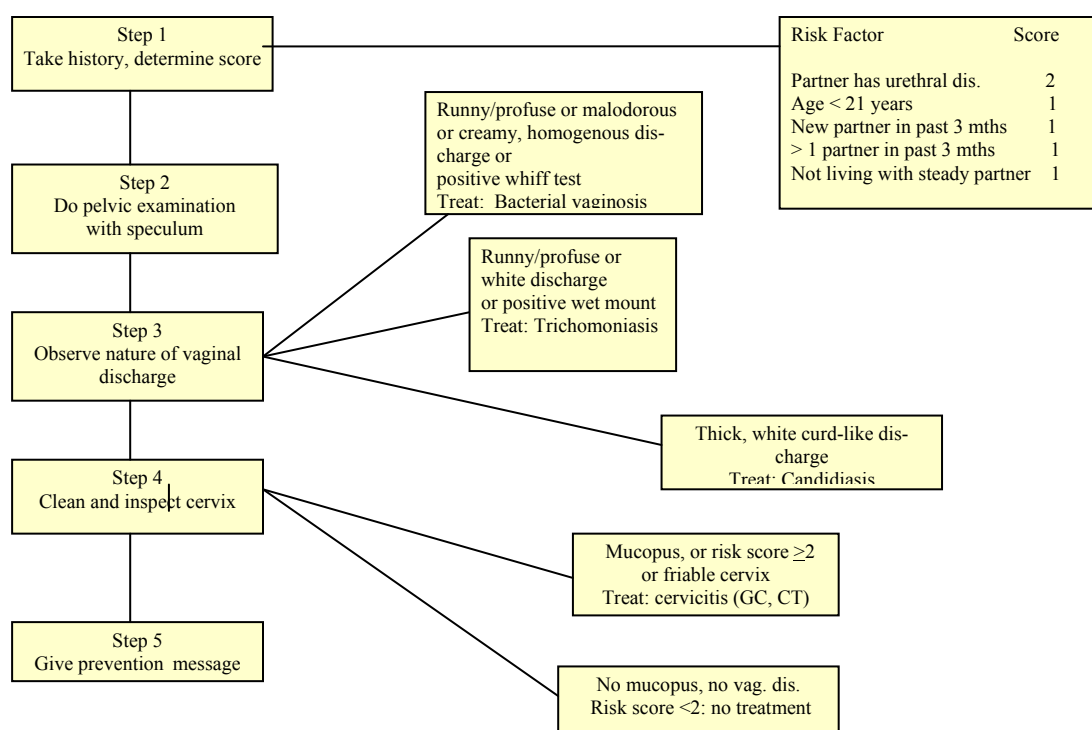 Step 1
Take history, determine score
Risk Factor Score
Partner has urethral dis. 2
Age < 21 years 1
New partner in past 3 mths 1
> 1 partner in past 3 mths 1
Not living with steady partner 1
Runny/profuse or malodorous
or creamy, homogenous dis-
charge or
positive whiff test
Treat: Bacterial vaginosis
Step 2
Do pelvic examination
with speculum
Runny/profuse or
white discharge
or positive wet mount
Treat: Trichomoniasis
Step 3
Observe nature of vaginal
discharge
Thick, white curd-like dis-
charge
Treat: Candidiasis
Step 4
Clean and inspect cervix
Mucopus, or risk score ≥2
or friable cervix
Treat: cervicitis (GC, CT)
Step 5
Give prevention message
No mucopus, no vag. dis.
Risk score <2: no treatment